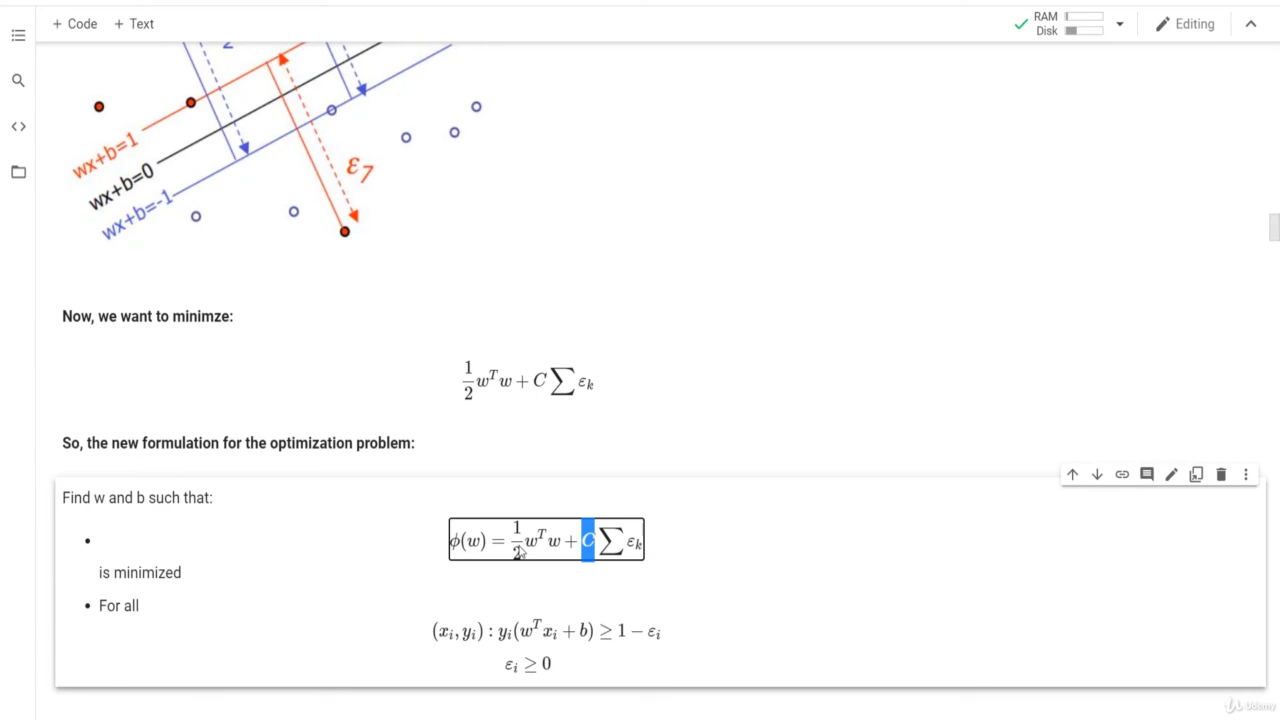 + Code + Text
RAM
Disk
Editing
2
wx+b=1
wx+b=0
wx+b=-1
ε7
Now, we want to minimze:
1/2 w^T w + C ∑ ε_k
So, the new formulation for the optimization problem:
Find w and b such that:
• ϕ(w) = 1/2 w^T w + C ∑ ε_k
is minimized
• For all
(x_i, y_i) : y_i(w^T x_i + b) ≥ 1 − ε_i
ε_i ≥ 0
Udemy